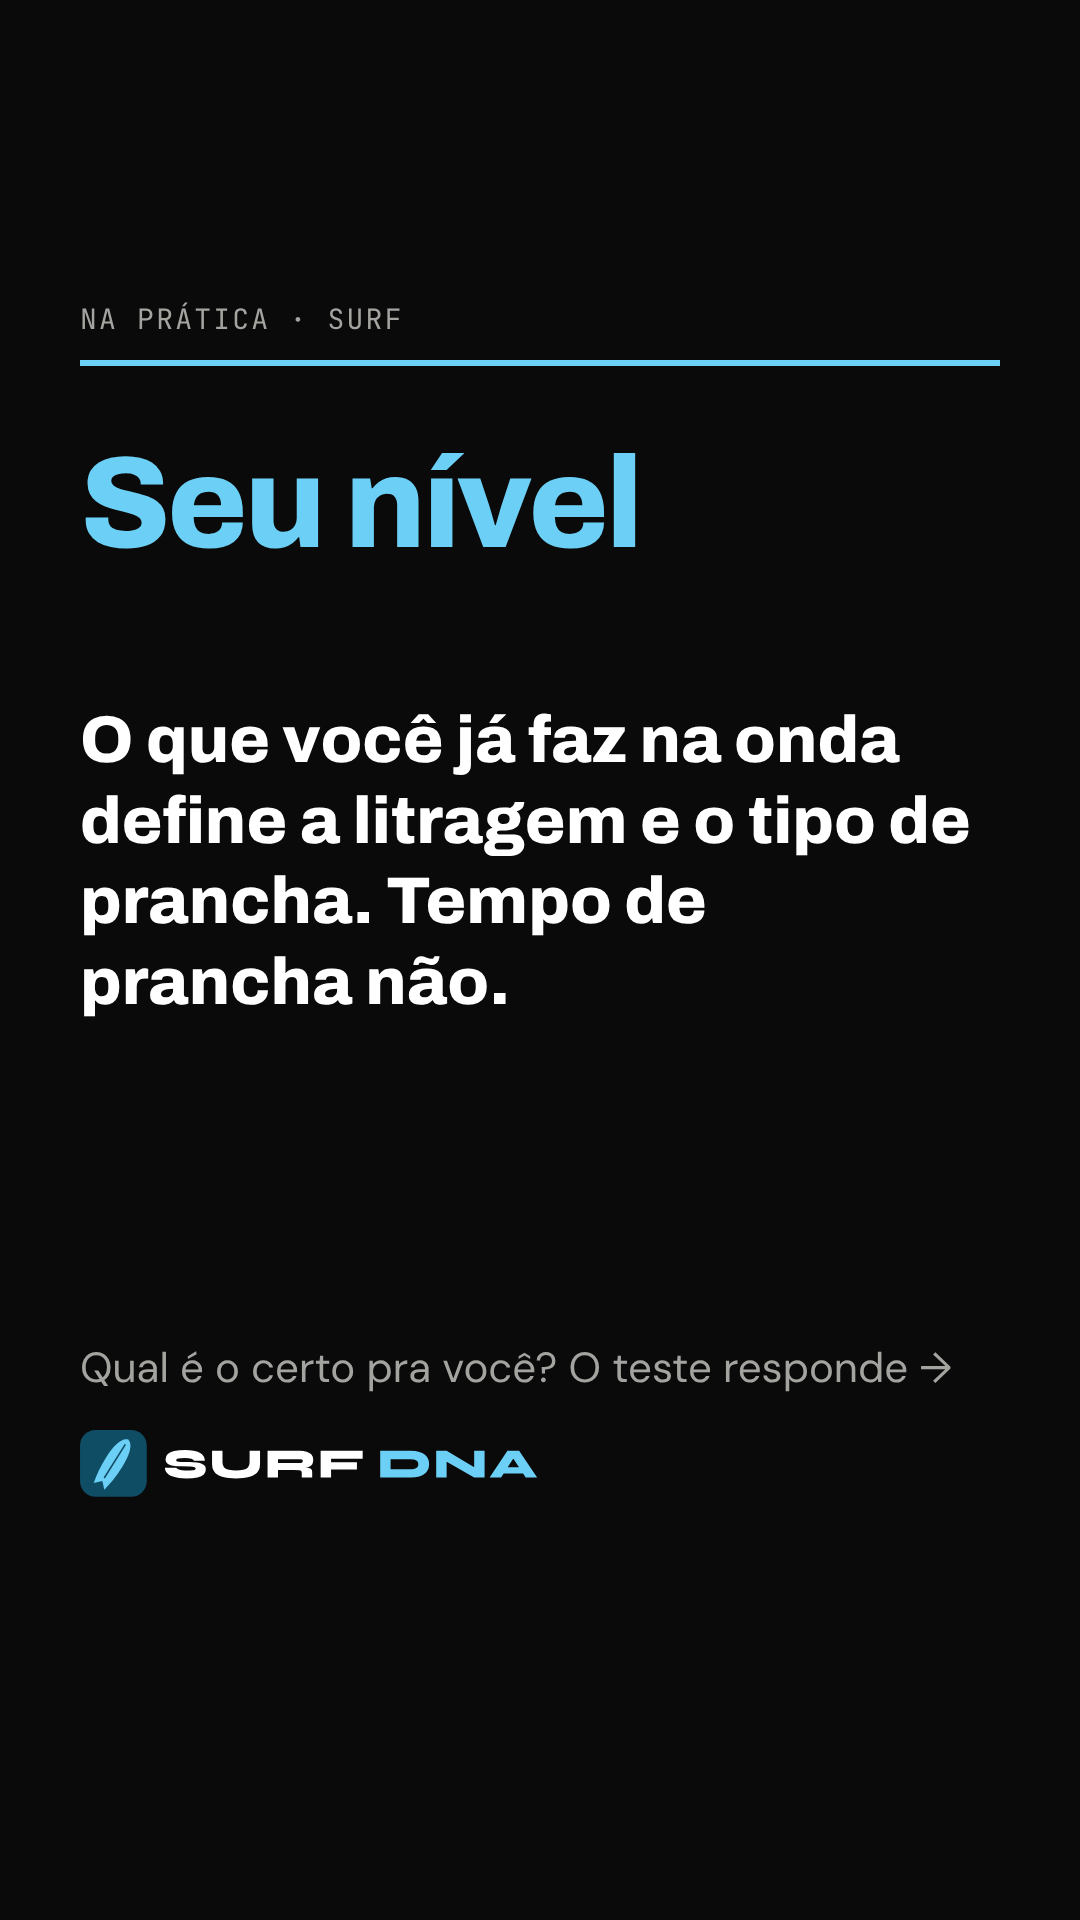 NA PRÁTICA · SURF
Seu nível
O que você já faz na onda
define a litragem e o tipo de
prancha. Tempo de
prancha não.
Qual é o certo pra você? O teste responde →
SURF DNA